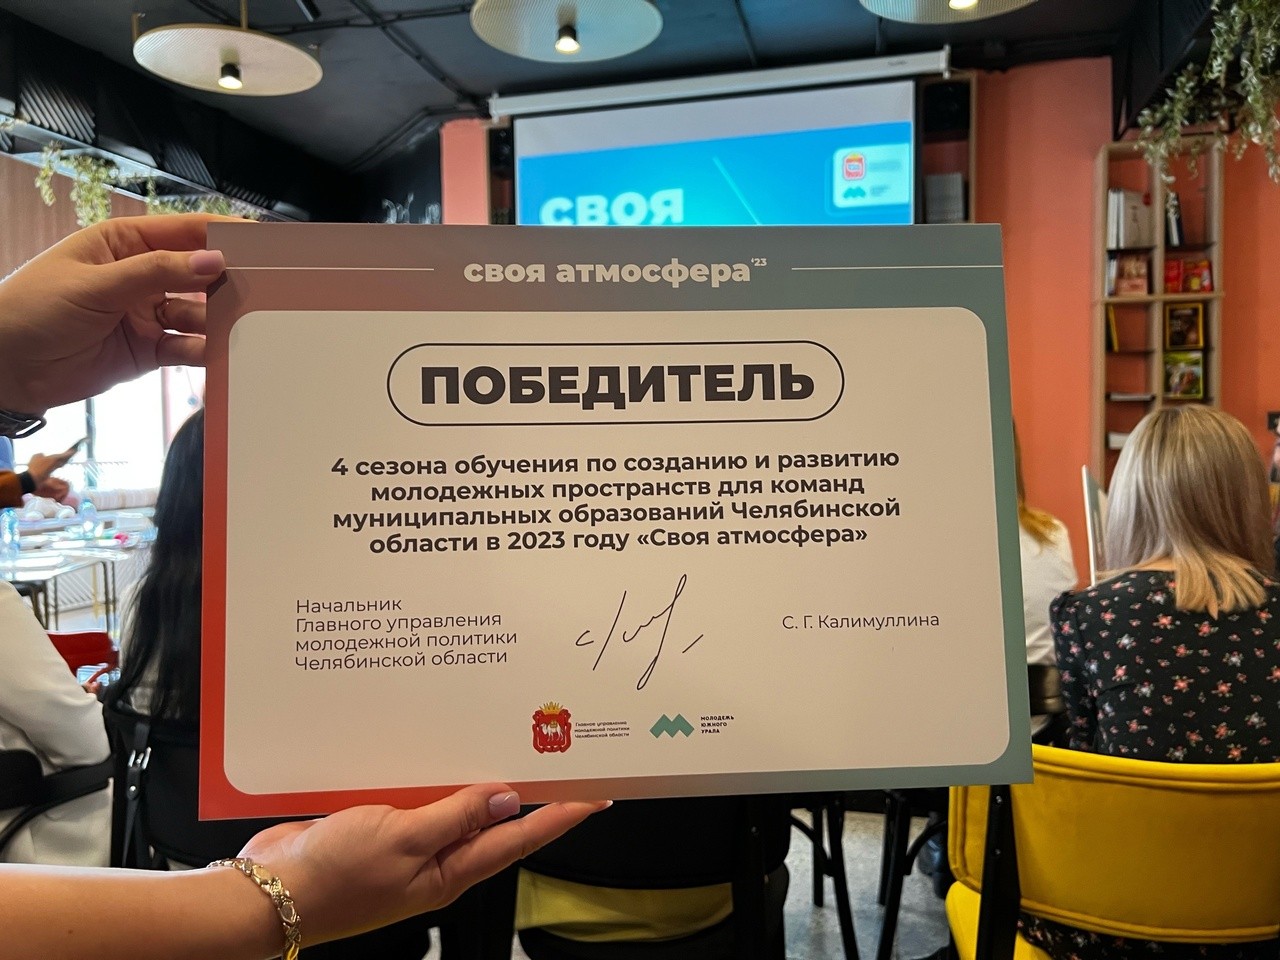 СВОЯ
своя атмосфера'23
ПОБЕДИТЕЛЬ
4 сезона обучения по созданию и развитию
молодежных пространств для команд
муниципальных образований Челябинской
области в 2023 году «Своя атмосфера»
Начальник
Главного управления
молодежной политики
Челябинской области
С. Г. Калимуллина
Главное управление
молодежной политики
Челябинской области
МОЛОДЕЖЬ
ЮЖНОГО
УРАЛА